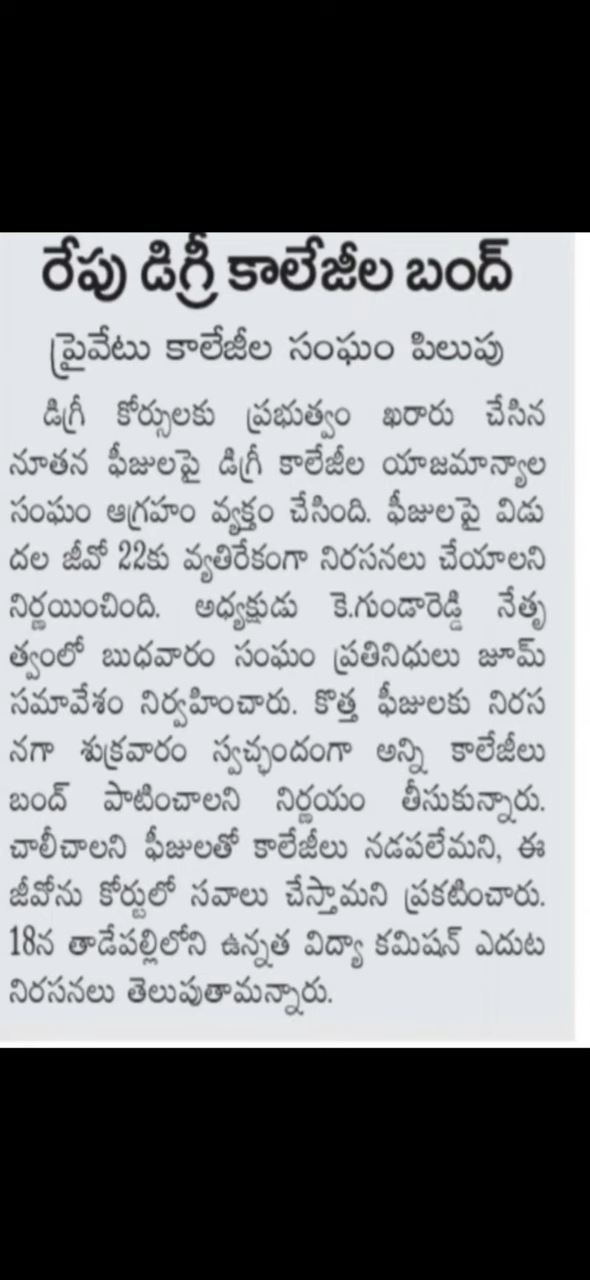 రేపు డిగ్రీ కాలేజీల బంద్
ప్రైవేటు కాలేజీల సంఘం పిలుపు
డిగ్రీ కోర్సులకు ప్రభుత్వం ఖరారు చేసిన
నూతన ఫీజులపై డిగ్రీ కాలేజీల యాజమాన్యాల
సంఘం ఆగ్రహం వ్యక్తం చేసింది. ఫీజులపై విడు
దల జీవో 22కు వ్యతిరేకంగా నిరసనలు చేయాలని
నిర్ణయించింది. అధ్యక్షుడు కె.గుండారెడ్డి నేతృ
త్వంలో బుధవారం సంఘం ప్రతినిధులు జూమ్
సమావేశం నిర్వహించారు. కొత్త ఫీజులకు నిరస
నగా శుక్రవారం స్వచ్ఛందంగా అన్ని కాలేజీలు
బంద్ పాటించాలని నిర్ణయం తీసుకున్నారు.
చాలీచాలని ఫీజులతో కాలేజీలు నడపలేమని, ఈ
జీవోను కోర్టులో సవాలు చేస్తామని ప్రకటించారు.
18న తాడేపల్లిలోని ఉన్నత విద్యా కమిషన్ ఎదుట
నిరసనలు తెలుపుతామన్నారు.